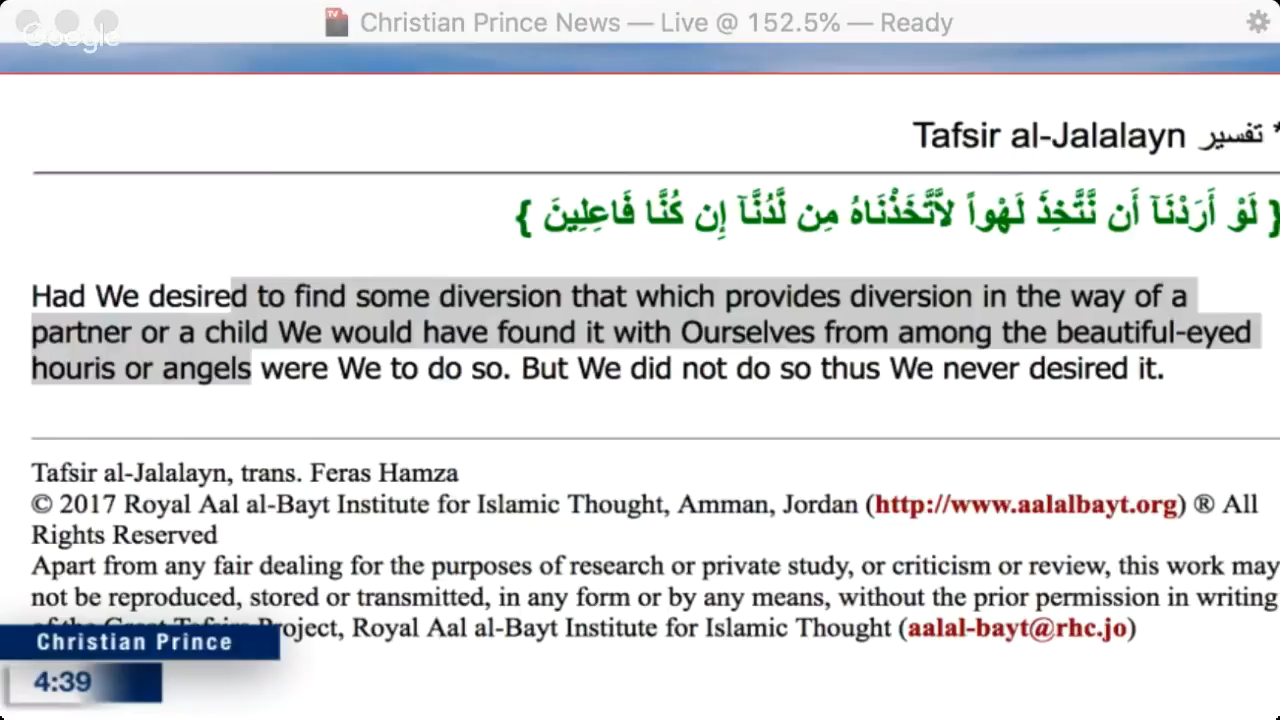 Christian Prince News — Live @ 152.5% — Ready
Google
Tafsir al-Jalalayn تفسير *
{ لَوْ أَرَدْنَآ أَن نَّتَّخِذَ لَهْواً لاَّتَّخَذْنَاهُ مِن لَّدُنَّآ إِن كُنَّا فَاعِلِينَ }
Had We desired to find some diversion that which provides diversion in the way of a
partner or a child We would have found it with Ourselves from among the beautiful-eyed
houris or angels were We to do so. But We did not do so thus We never desired it.
Tafsir al-Jalalayn, trans. Feras Hamza
© 2017 Royal Aal al-Bayt Institute for Islamic Thought, Amman, Jordan (http://www.aalalbayt.org) ® All
Rights Reserved
Apart from any fair dealing for the purposes of research or private study, or criticism or review, this work may
not be reproduced, stored or transmitted, in any form or by any means, without the prior permission in writing
of the Great Tafsirs Project, Royal Aal al-Bayt Institute for Islamic Thought (aalal-bayt@rhc.jo)
Christian Prince
4:39